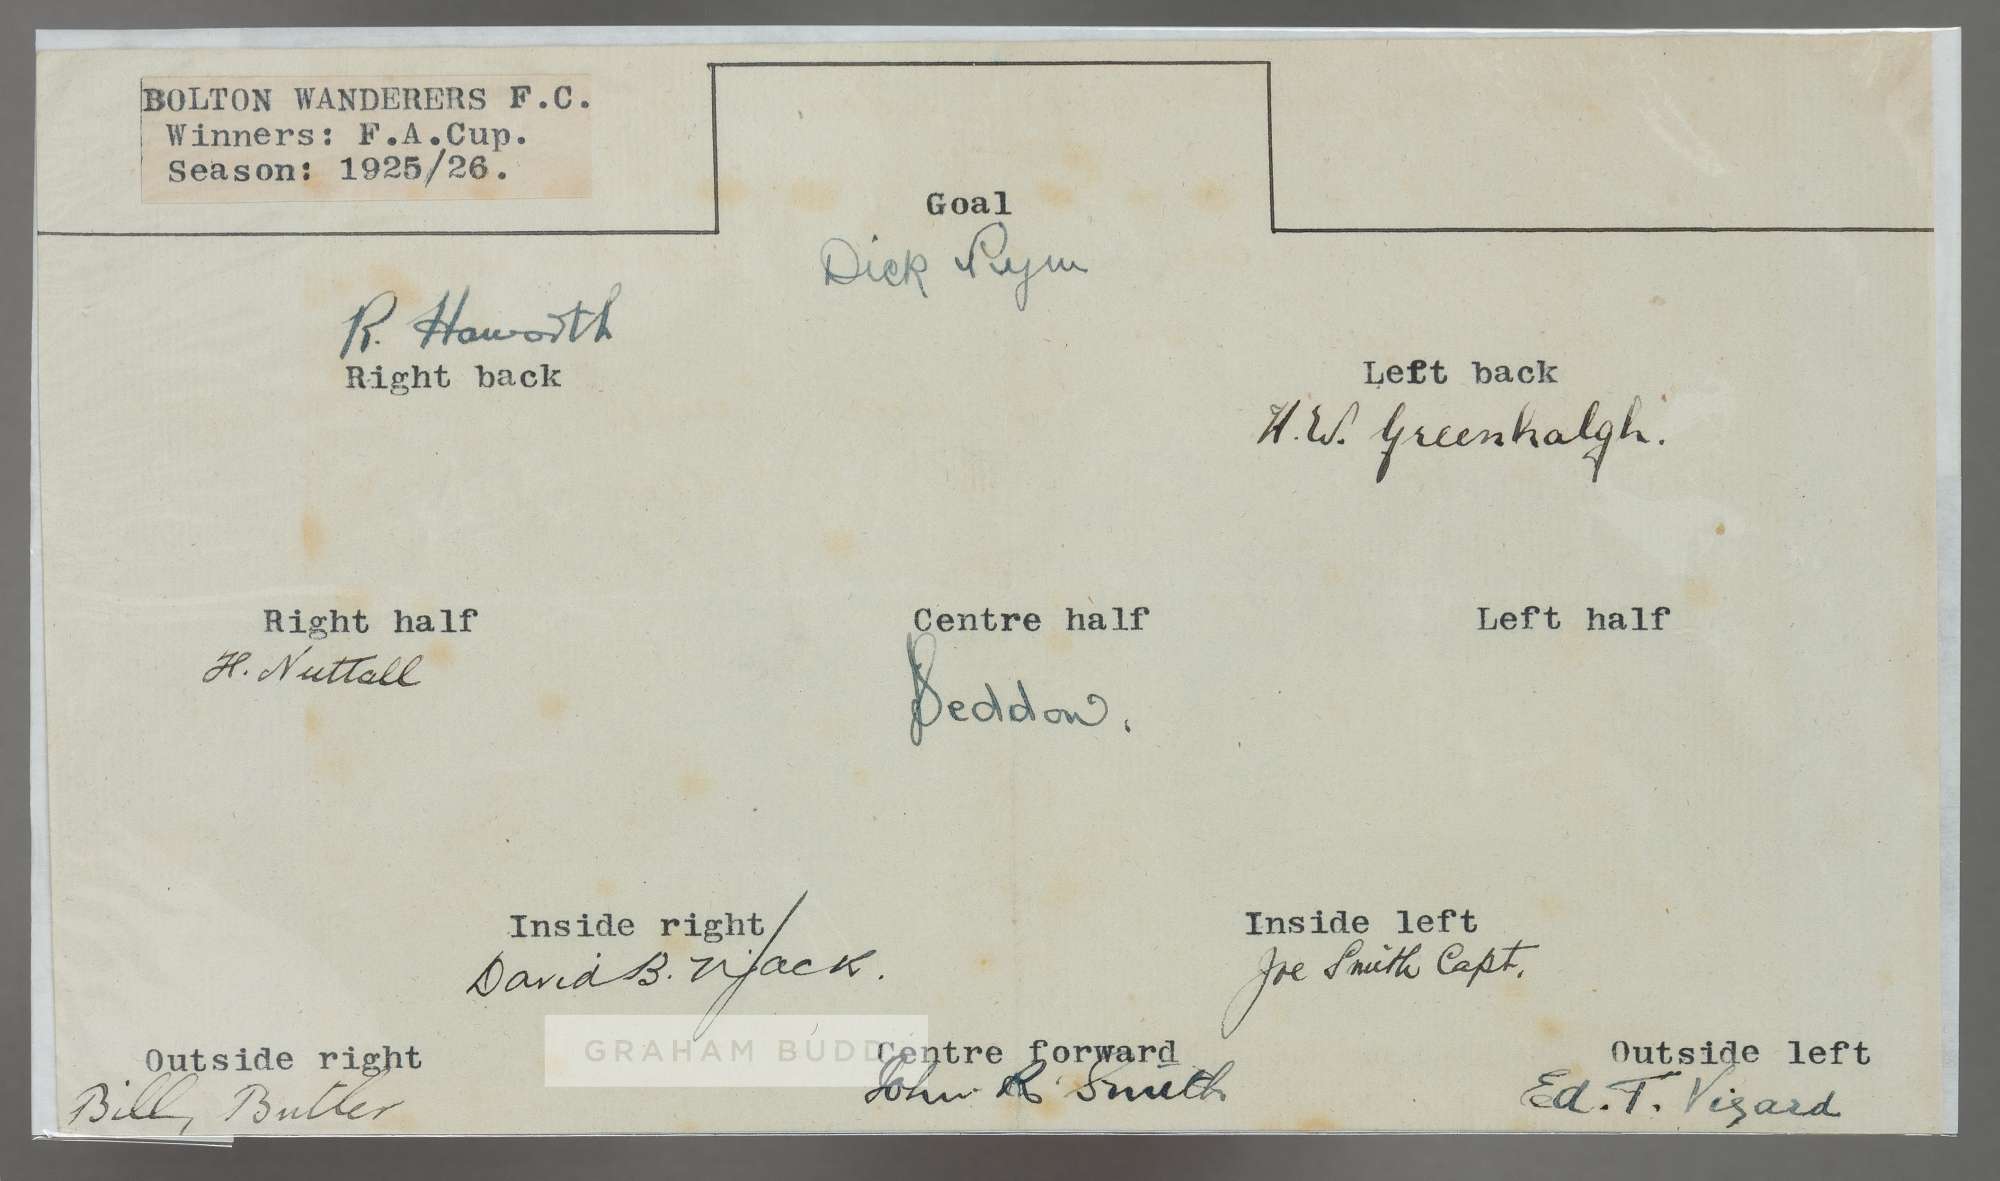 BOLTON WANDERERS F.C.
Winners: F.A.Cup.
Season: 1925/26.
Goal
Dick Pym
R. Haworth
Right back
Left back
H.W. Greenhalgh.
Right half
Centre half
Left half
H. Nuttall
Seddon.
Inside right
Inside left
David B. N. Jack.
Joe Smith Capt.
GRAHAM BUDD
Outside right
Centre forward
Outside left
Billy Butler
John R Smith
Ed. T. Vizard